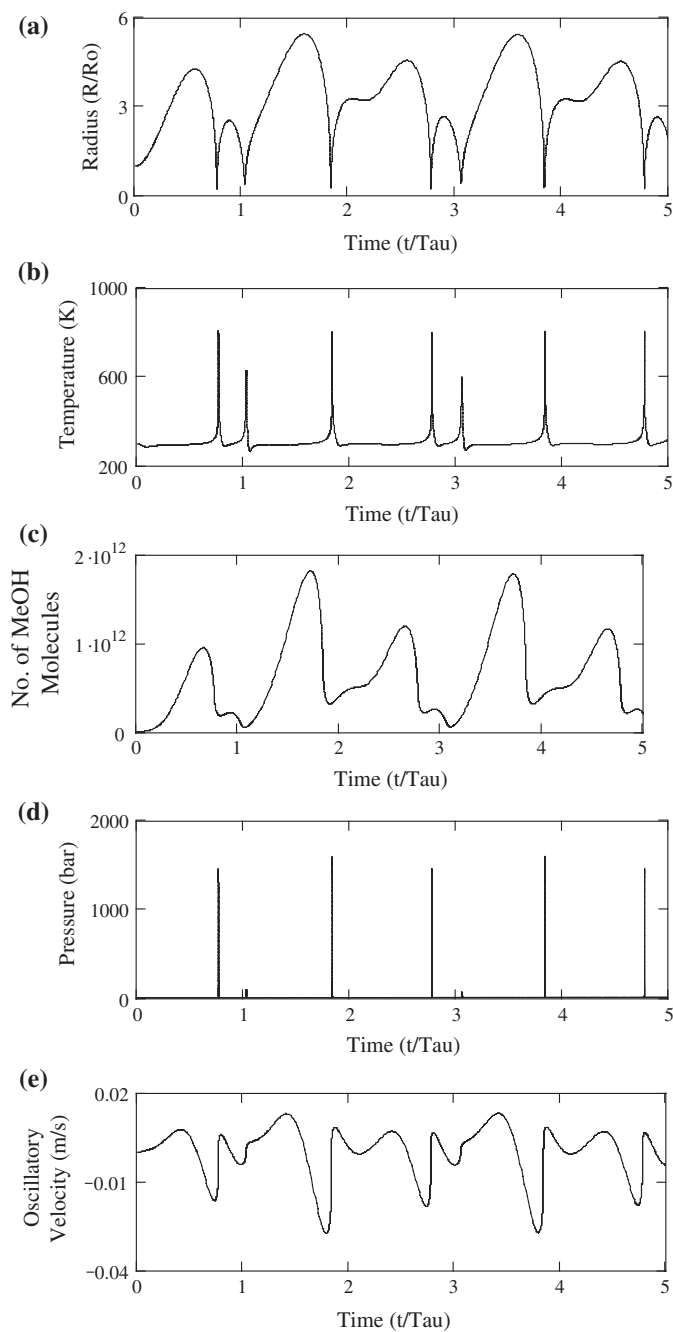 (a)
Radius (R/Ro)
6
3
0
0 1 2 3 4 5
Time (t/Tau)
(b)
Temperature (K)
1000
600
200
0 1 2 3 4 5
Time (t/Tau)
(c)
No. of MeOH
Molecules
2·10¹²
1·10¹²
0
0 1 2 3 4 5
Time (t/Tau)
(d)
Pressure (bar)
2000
1000
0
0 1 2 3 4 5
Time (t/Tau)
(e)
Oscillatory
Velocity (m/s)
0.02
−0.01
−0.04
0 1 2 3 4 5
Time (t/Tau)